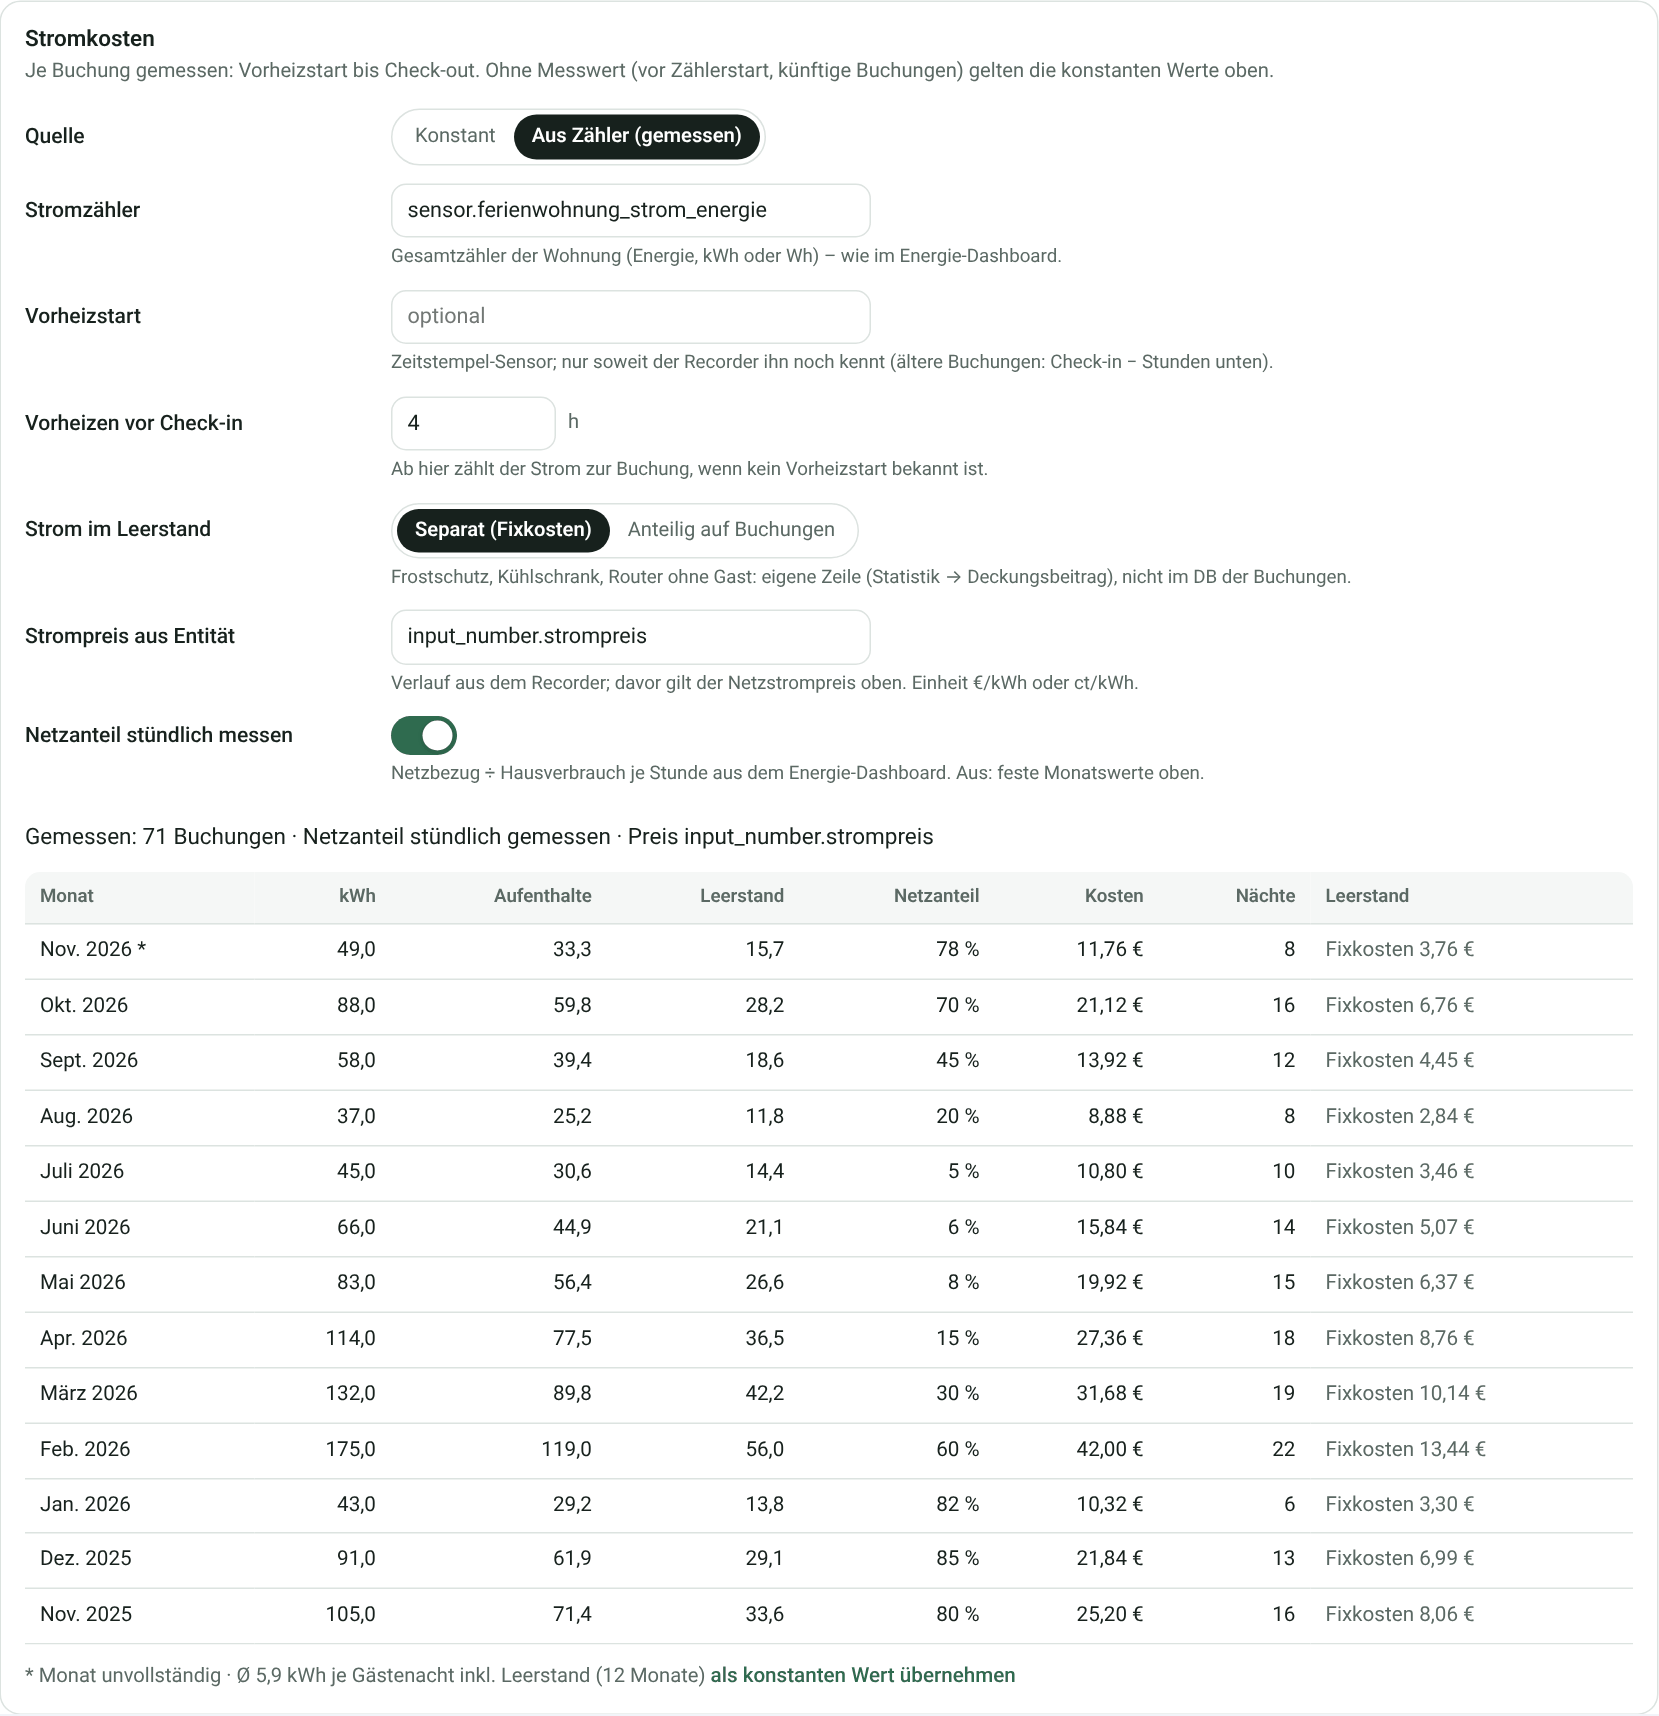 Stromkosten
Je Buchung gemessen: Vorheizstart bis Check-out. Ohne Messwert (vor Zählerstart, künftige Buchungen) gelten die konstanten Werte oben.
Quelle Konstant Aus Zähler (gemessen)
Stromzähler sensor.ferienwohnung_strom_energie
Gesamtzähler der Wohnung (Energie, kWh oder Wh) – wie im Energie-Dashboard.
Vorheizstart optional
Zeitstempel-Sensor; nur soweit der Recorder ihn noch kennt (ältere Buchungen: Check-in − Stunden unten).
Vorheizen vor Check-in 4 h
Ab hier zählt der Strom zur Buchung, wenn kein Vorheizstart bekannt ist.
Strom im Leerstand Separat (Fixkosten) Anteilig auf Buchungen
Frostschutz, Kühlschrank, Router ohne Gast: eigene Zeile (Statistik → Deckungsbeitrag), nicht im DB der Buchungen.
Strompreis aus Entität input_number.strompreis
Verlauf aus dem Recorder; davor gilt der Netzstrompreis oben. Einheit €/kWh oder ct/kWh.
Netzanteil stündlich messen
Netzbezug ÷ Hausverbrauch je Stunde aus dem Energie-Dashboard. Aus: feste Monatswerte oben.
Gemessen: 71 Buchungen · Netzanteil stündlich gemessen · Preis input_number.strompreis
Monat kWh Aufenthalte Leerstand Netzanteil Kosten Nächte Leerstand
Nov. 2026 * 49,0 33,3 15,7 78 % 11,76 € 8 Fixkosten 3,76 €
Okt. 2026 88,0 59,8 28,2 70 % 21,12 € 16 Fixkosten 6,76 €
Sept. 2026 58,0 39,4 18,6 45 % 13,92 € 12 Fixkosten 4,45 €
Aug. 2026 37,0 25,2 11,8 20 % 8,88 € 8 Fixkosten 2,84 €
Juli 2026 45,0 30,6 14,4 5 % 10,80 € 10 Fixkosten 3,46 €
Juni 2026 66,0 44,9 21,1 6 % 15,84 € 14 Fixkosten 5,07 €
Mai 2026 83,0 56,4 26,6 8 % 19,92 € 15 Fixkosten 6,37 €
Apr. 2026 114,0 77,5 36,5 15 % 27,36 € 18 Fixkosten 8,76 €
März 2026 132,0 89,8 42,2 30 % 31,68 € 19 Fixkosten 10,14 €
Feb. 2026 175,0 119,0 56,0 60 % 42,00 € 22 Fixkosten 13,44 €
Jan. 2026 43,0 29,2 13,8 82 % 10,32 € 6 Fixkosten 3,30 €
Dez. 2025 91,0 61,9 29,1 85 % 21,84 € 13 Fixkosten 6,99 €
Nov. 2025 105,0 71,4 33,6 80 % 25,20 € 16 Fixkosten 8,06 €
* Monat unvollständig · Ø 5,9 kWh je Gästenacht inkl. Leerstand (12 Monate) als konstanten Wert übernehmen